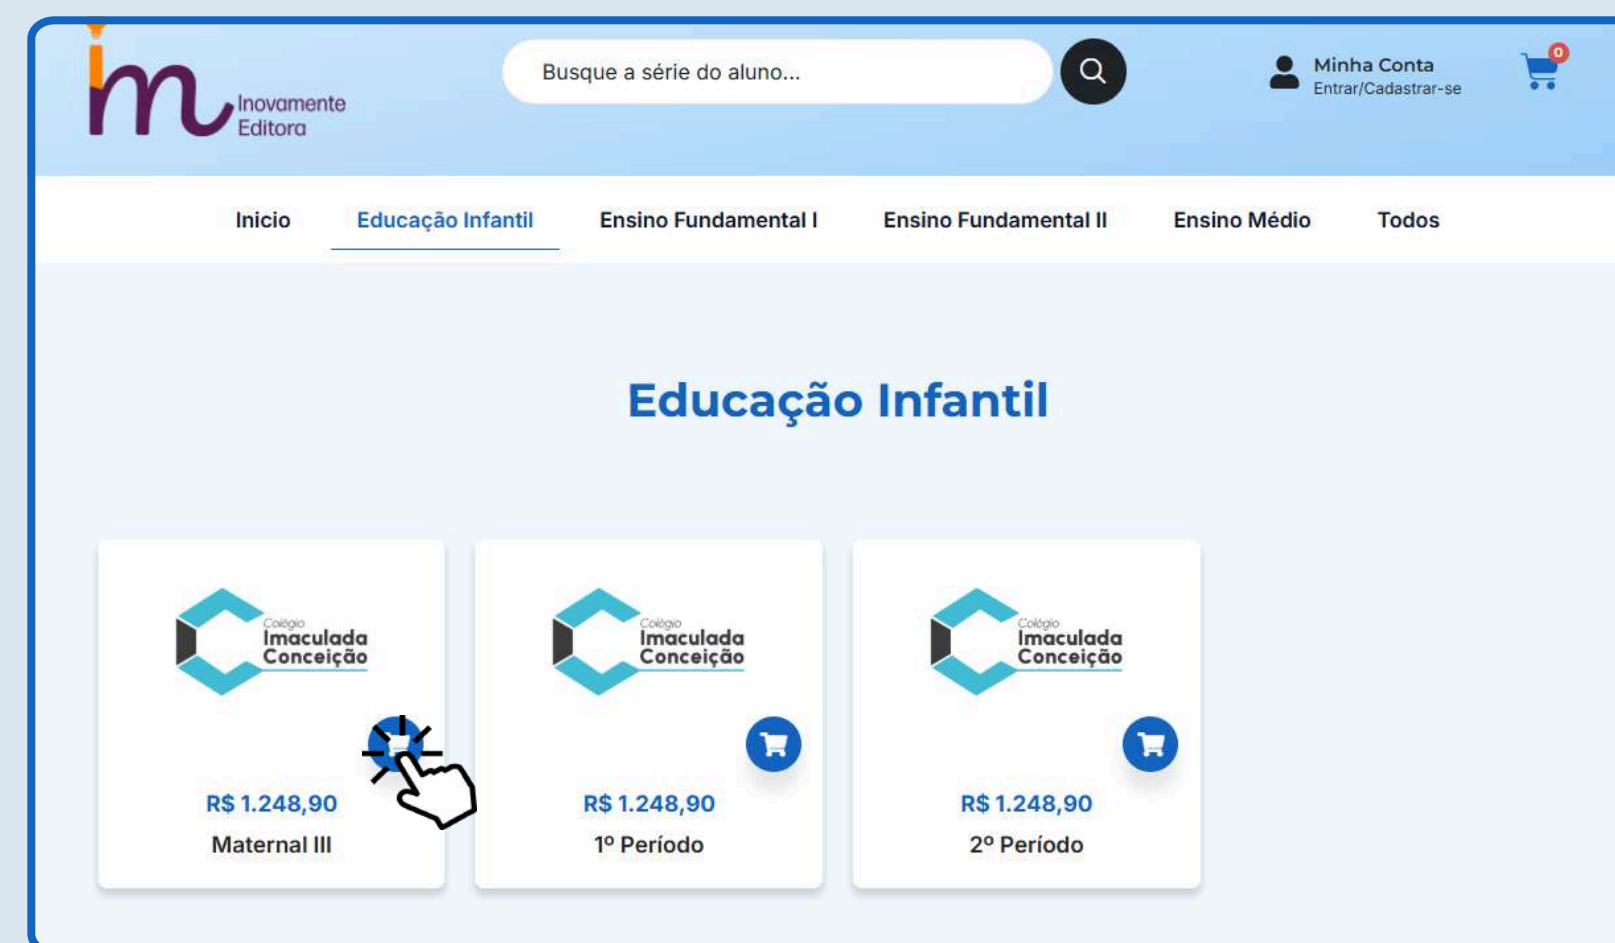 Inovamente
Editora
Busque a série do aluno...
Minha Conta
Entrar/Cadastrar-se
0
Inicio
Educação Infantil
Ensino Fundamental I
Ensino Fundamental II
Ensino Médio
Todos
Educação Infantil
Colégio
Imaculada
Conceição
R$ 1.248,90
Maternal III
Colégio
Imaculada
Conceição
R$ 1.248,90
1º Período
Colégio
Imaculada
Conceição
R$ 1.248,90
2º Período